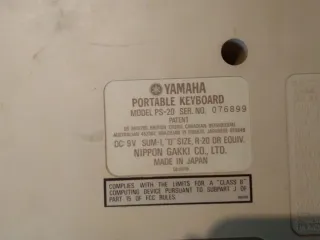 YAMAHA
PORTABLE KEYBOARD
MODEL PS-20 SER. NO. 076899
PATENT
DC-9V SUM-1, "D" SIZE, R-20 OR EQUIV.
NIPPON GAKKI CO., LTD.
MADE IN JAPAN
COMPLIES WITH THE LIMITS FOR A "CLASS B"
COMPUTING DEVICE PURSUANT TO SUBPART J OF
PART 15 OF FCC RULES